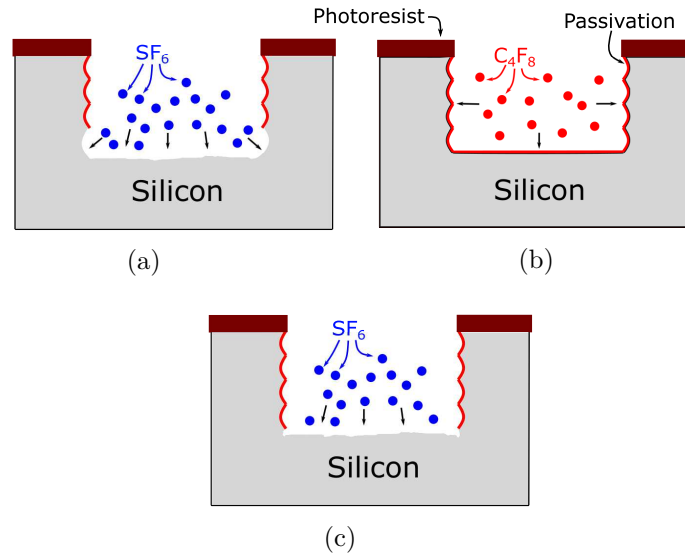 Photoresist
Passivation
SF6
C4F8
Silicon
Silicon
(a)
(b)
SF6
Silicon
(c)